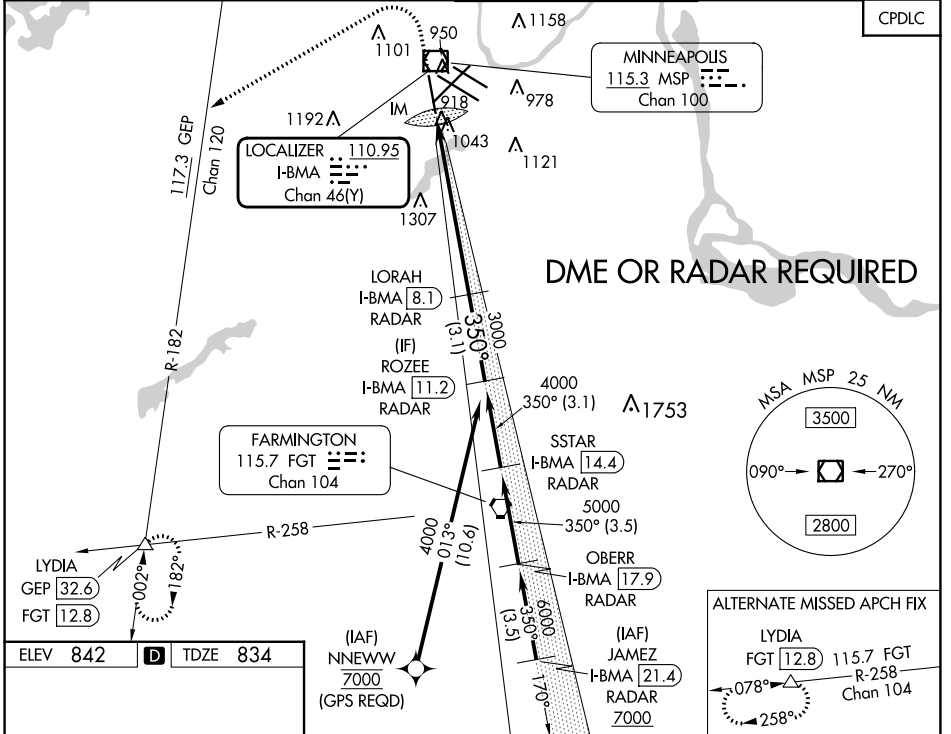 CPDLC
1158
1101
950
MINNEAPOLIS
115.3 MSP
Chan 100
978
918
IM
1192
1043
1121
LOCALIZER 110.95
I-BMA
Chan 46(Y)
1307
117.3 GEP
Chan 120
R-182
DME OR RADAR REQUIRED
LORAH
I-BMA 8.1
RADAR
3000
350°
(3.1)
(IF)
ROZEE
I-BMA 11.2
RADAR
4000
350° (3.1)
1753
MSA MSP 25 NM
3500
090°
270°
2800
FARMINGTON
115.7 FGT
Chan 104
SSTAR
I-BMA 14.4
RADAR
5000
350° (3.5)
R-258
4000
013°
(10.6)
OBERR
I-BMA 17.9
RADAR
LYDIA
GEP 32.6
FGT 12.8
002°
182°
6000
350°
(3.5)
(IAF)
JAMEZ
I-BMA 21.4
RADAR
7000
170°
(IAF)
NNEWW
7000
(GPS REQD)
ELEV 842 D TDZE 834
ALTERNATE MISSED APCH FIX
LYDIA
FGT 12.8 115.7 FGT
R-258
Chan 104
078°
258°